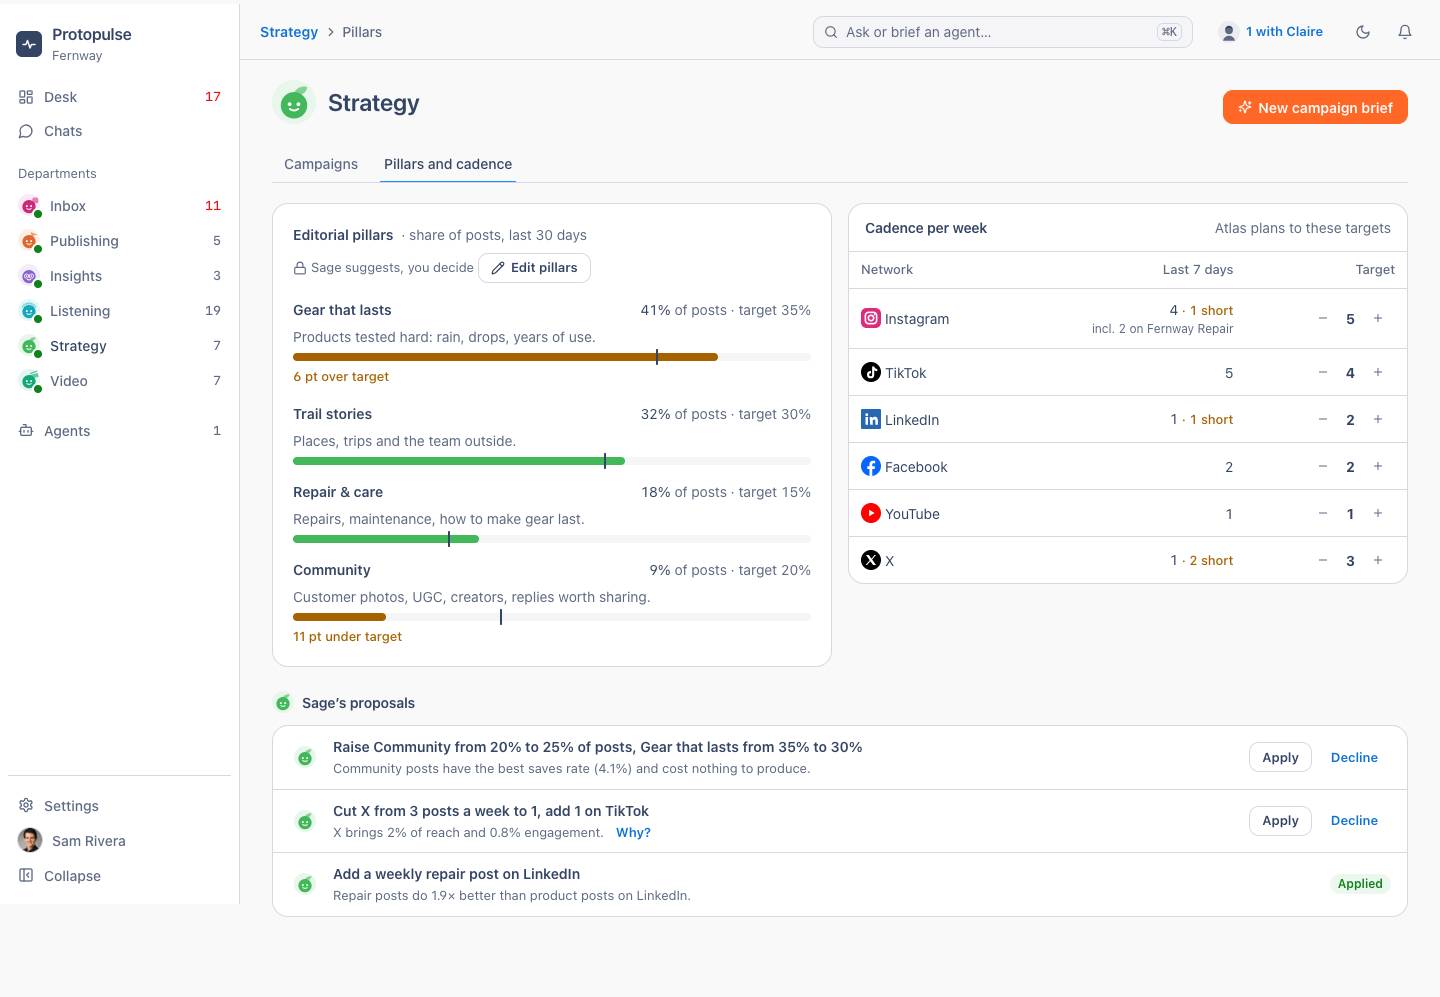 Protopulse
Fernway
Desk 17
Chats
Departments
Inbox 11
Publishing 5
Insights 3
Listening 19
Strategy 7
Video 7
Agents 1
Settings
Sam Rivera
Collapse
Strategy > Pillars
Ask or brief an agent... ⌘K
1 with Claire
Strategy
New campaign brief
Campaigns
Pillars and cadence
Editorial pillars · share of posts, last 30 days
Sage suggests, you decide
Edit pillars
Gear that lasts 41% of posts · target 35%
Products tested hard: rain, drops, years of use.
6 pt over target
Trail stories 32% of posts · target 30%
Places, trips and the team outside.
Repair & care 18% of posts · target 15%
Repairs, maintenance, how to make gear last.
Community 9% of posts · target 20%
Customer photos, UGC, creators, replies worth sharing.
11 pt under target
Cadence per week Atlas plans to these targets
Network Last 7 days Target
Instagram 4 · 1 short − 5 +
incl. 2 on Fernway Repair
TikTok 5 − 4 +
LinkedIn 1 · 1 short − 2 +
Facebook 2 − 2 +
YouTube 1 − 1 +
X 1 · 2 short − 3 +
Sage's proposals
Raise Community from 20% to 25% of posts, Gear that lasts from 35% to 30%
Community posts have the best saves rate (4.1%) and cost nothing to produce.
Apply Decline
Cut X from 3 posts a week to 1, add 1 on TikTok
X brings 2% of reach and 0.8% engagement. Why?
Apply Decline
Add a weekly repair post on LinkedIn
Repair posts do 1.9× better than product posts on LinkedIn.
Applied